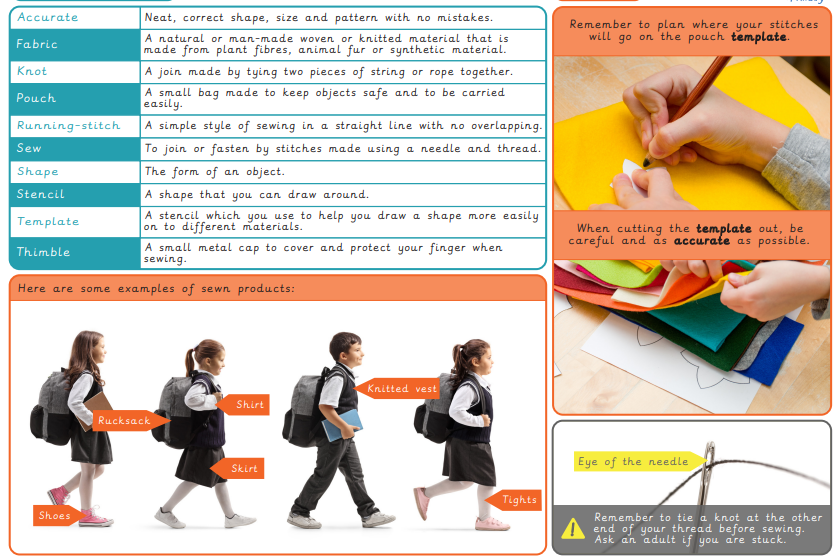 Accurate
Neat, correct shape, size and pattern with no mistakes.
Fabric
A natural or man-made woven or knitted material that is
made from plant fibres, animal fur or synthetic material.
Knot
A join made by tying two pieces of string or rope together.
Pouch
A small bag made to keep objects safe and to be carried
easily.
Running-stitch
A simple style of sewing in a straight line with no overlapping.
Sew
To join or fasten by stitches made using a needle and thread.
Shape
The form of an object.
Stencil
A shape that you can draw around.
Template
A stencil which you use to help you draw a shape more easily
on to different materials.
Thimble
A small metal cap to cover and protect your finger when
sewing.
Here are some examples of sewn products:
Rucksack
Shirt
Skirt
Shoes
Knitted vest
Tights
Remember to plan where your stitches
will go on the pouch template.
When cutting the template out, be
careful and as accurate as possible.
Eye of the needle
Remember to tie a knot at the other
end of your thread before sewing.
Ask an adult if you are stuck.